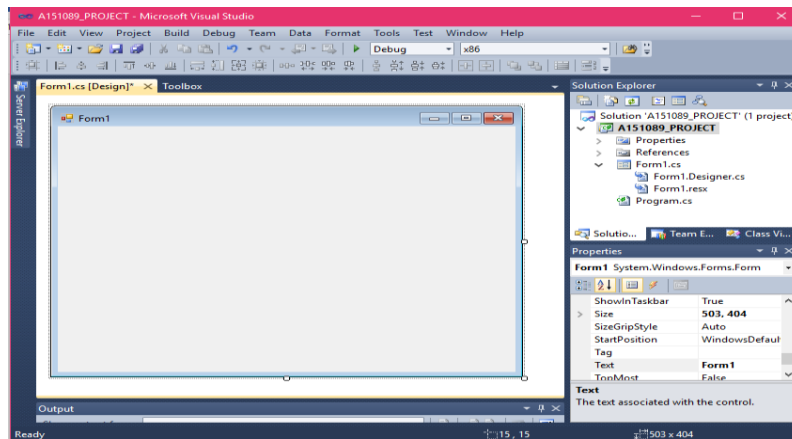 A151089_PROJECT - Microsoft Visual Studio
File Edit View Project Build Debug Team Data Format Tools Test Window Help
Debug x86
Form1.cs [Design]* Toolbox
Server Explorer
Form1
Solution Explorer
Solution 'A151089_PROJECT' (1 project)
A151089_PROJECT
Properties
References
Form1.cs
Form1.Designer.cs
Form1.resx
Program.cs
Solutio... Team E... Class Vi...
Properties
Form1 System.Windows.Forms.Form
ShowInTaskbar True
Size 503, 404
SizeGripStyle Auto
StartPosition WindowsDefaul
Tag
Text Form1
TopMost False
Text
The text associated with the control.
Output
Ready 15 , 15 503 x 404